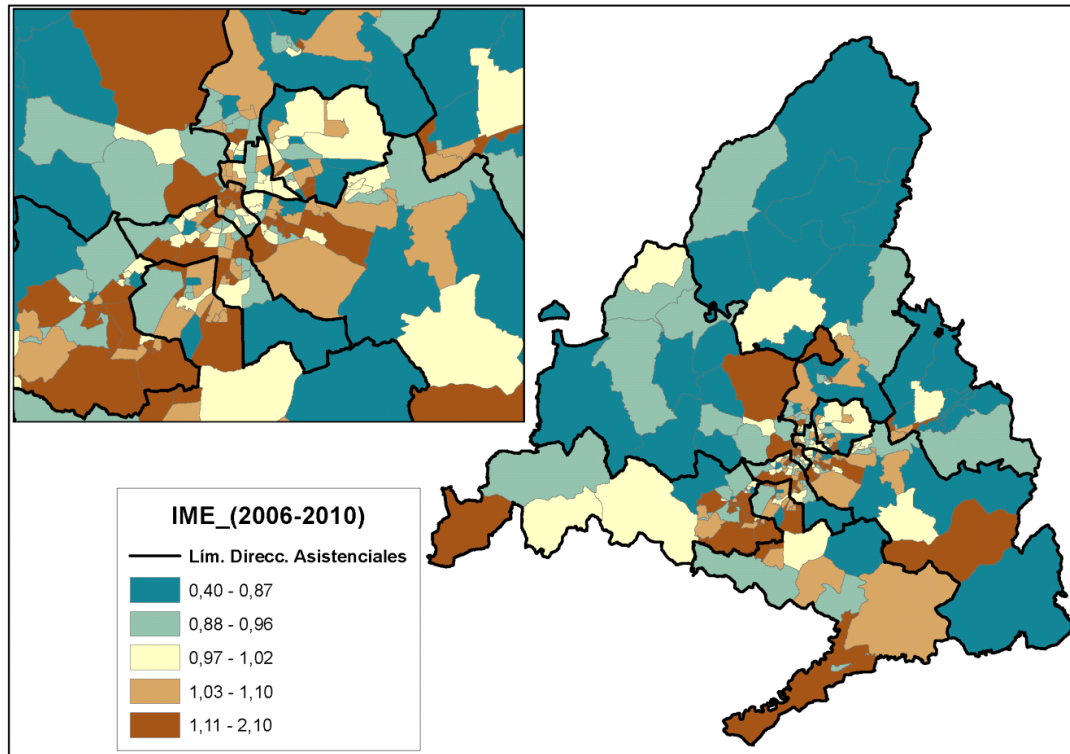 IME_(2006-2010)
Lím. Direcc. Asistenciales
0,40 - 0,87
0,88 - 0,96
0,97 - 1,02
1,03 - 1,10
1,11 - 2,10